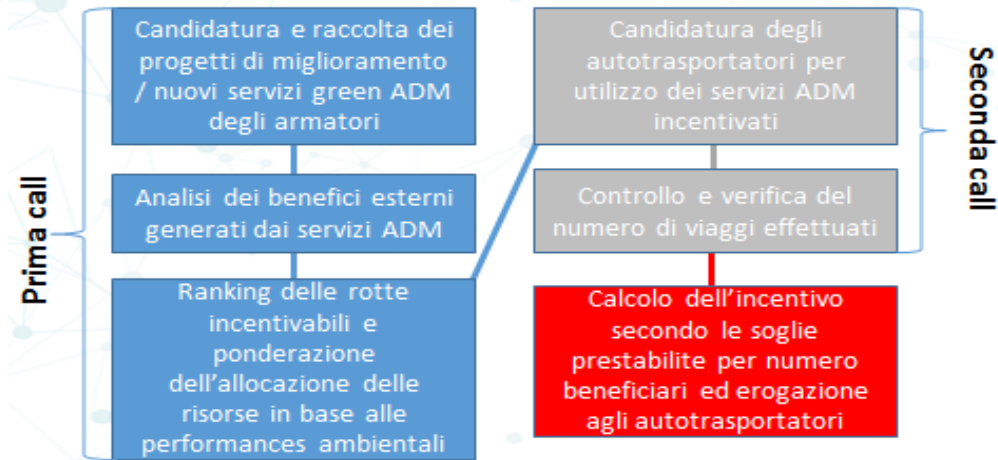 Prima call
Candidatura e raccolta dei
progetti di miglioramento
/ nuovi servizi green ADM
degli armatori
Analisi dei benefici esterni
generati dai servizi ADM
Ranking delle rotte
incentivabili e
ponderazione
dell'allocazione delle
risorse in base alle
performances ambientali
Candidatura degli
autotrasportatori per
utilizzo dei servizi ADM
incentivati
Controllo e verifica del
numero di viaggi effettuati
Calcolo dell'incentivo
secondo le soglie
prestabilite per numero
beneficiari ed erogazione
agli autotrasportatori
Seconda call